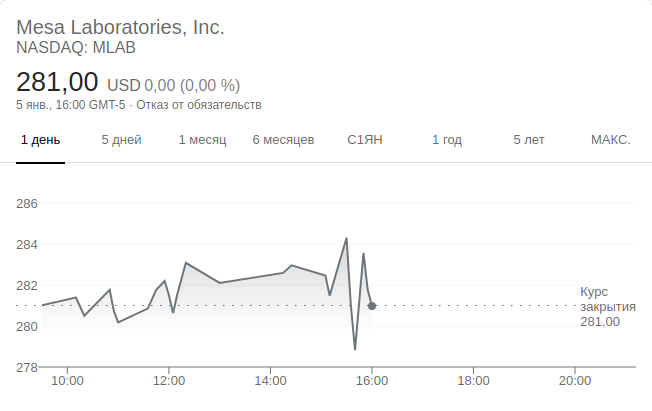 Mesa Laboratories, Inc.
NASDAQ: MLAB
281,00 USD 0,00 (0,00 %)
5 янв., 16:00 GMT-5 · Отказ от обязательств
1 день 5 дней 1 месяц 6 месяцев С1ЯН 1 год 5 лет МАКС.
286
284
282
280
278
Курс
закрытия
281,00
10:00 12:00 14:00 16:00 18:00 20:00